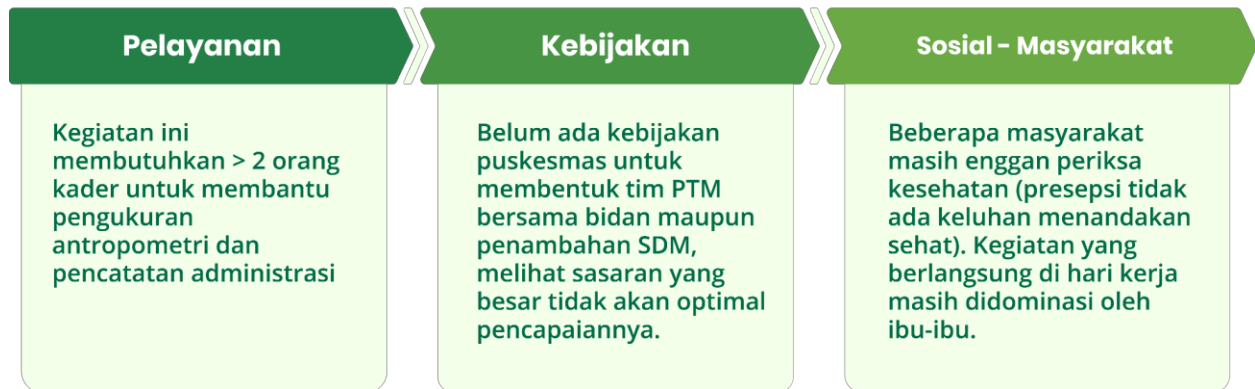 Pelayanan
Kegiatan ini
membutuhkan > 2 orang
kader untuk membantu
pengukuran
antropometri dan
pencatatan administrasi
Kebijakan
Belum ada kebijakan
puskesmas untuk
membentuk tim PTM
bersama bidan maupun
penambahan SDM,
melihat sasaran yang
besar tidak akan optimal
pencapaiannya.
Sosial - Masyarakat
Beberapa masyarakat
masih enggan periksa
kesehatan (presepsi tidak
ada keluhan menandakan
sehat). Kegiatan yang
berlangsung di hari kerja
masih didominasi oleh
ibu-ibu.